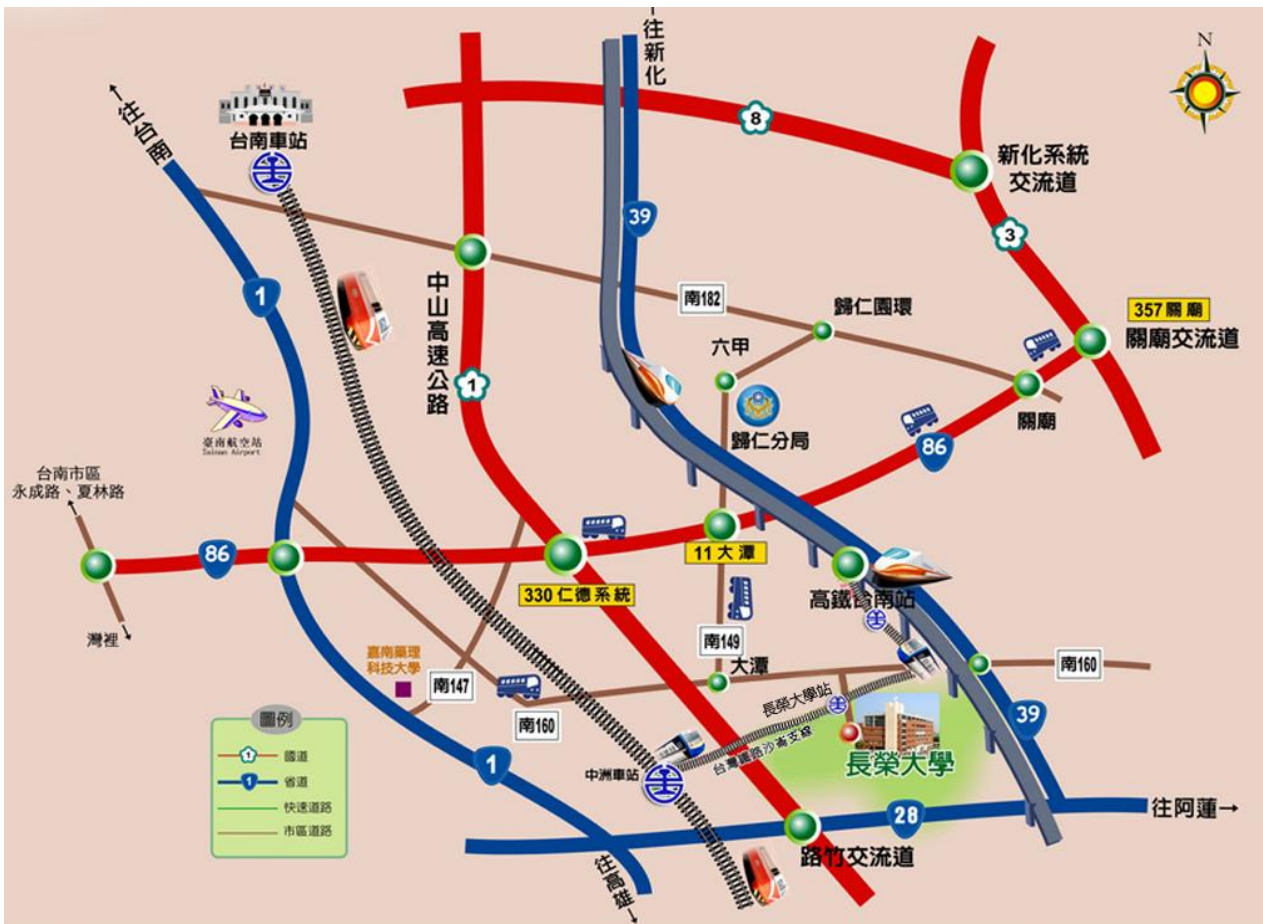 往新化
N
←往台南
台南車站
8
新化系統
交流道
39
3
1
中山高速公路
南182
歸仁園環
357關廟
關廟交流道
六甲
1
歸仁分局
關廟
臺南航空站
Tainan Airport
86
台南市區
永成路、夏林路
86
11大潭
330仁德系統
高鐵台南站
灣裡
嘉南藥理
科技大學
南149
大潭
南160
南147
南160
長榮大學站
39
圖例
1
國道
1
省道
快速道路
市區道路
1
中洲車站
台灣鐵路沙崙支線
長榮大學
28
往阿蓮→
路竹交流道
往高雄→